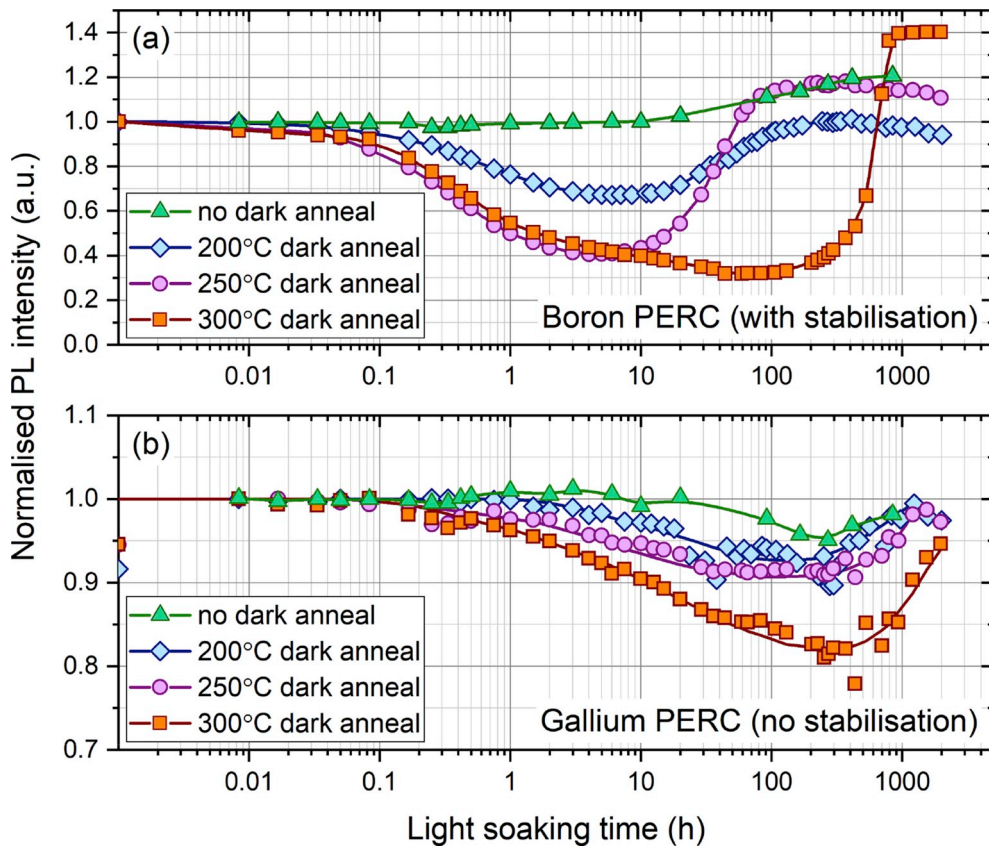 Normalised PL intensity (a.u.)
(a)
1.4
1.2
1.0
0.8
0.6
0.4
0.2
0.0
no dark anneal
200°C dark anneal
250°C dark anneal
300°C dark anneal
Boron PERC (with stabilisation)
0.01 0.1 1 10 100 1000
(b)
1.1
1.0
0.9
0.8
0.7
no dark anneal
200°C dark anneal
250°C dark anneal
300°C dark anneal
Gallium PERC (no stabilisation)
0.01 0.1 1 10 100 1000
Light soaking time (h)